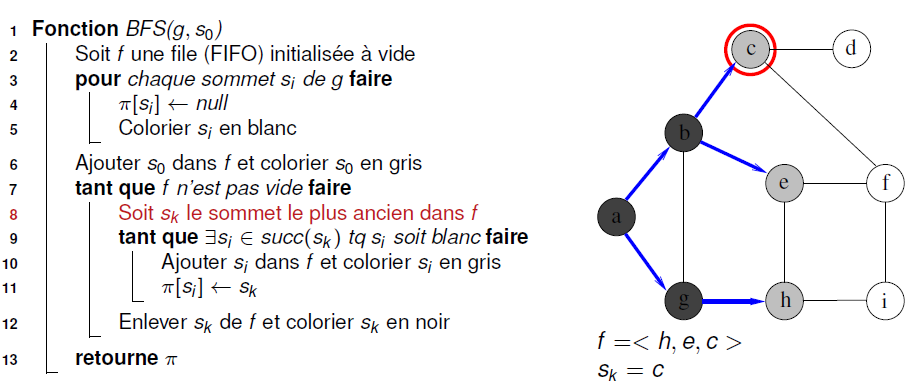 1 Fonction BFS(g, s₀)
2 Soit f une file (FIFO) initialisée à vide
3 pour chaque sommet sᵢ de g faire
4 π[sᵢ] ← null
5 Colorier sᵢ en blanc
6 Ajouter s₀ dans f et colorier s₀ en gris
7 tant que f n'est pas vide faire
8 Soit sₖ le sommet le plus ancien dans f
9 tant que ∃sᵢ ∈ succ(sₖ) tq sᵢ soit blanc faire
10 Ajouter sᵢ dans f et colorier sᵢ en gris
11 π[sᵢ] ← sₖ
12 Enlever sₖ de f et colorier sₖ en noir
13 retourne π
c d
b
e f
a
g h i
f =< h, e, c >
sₖ = c